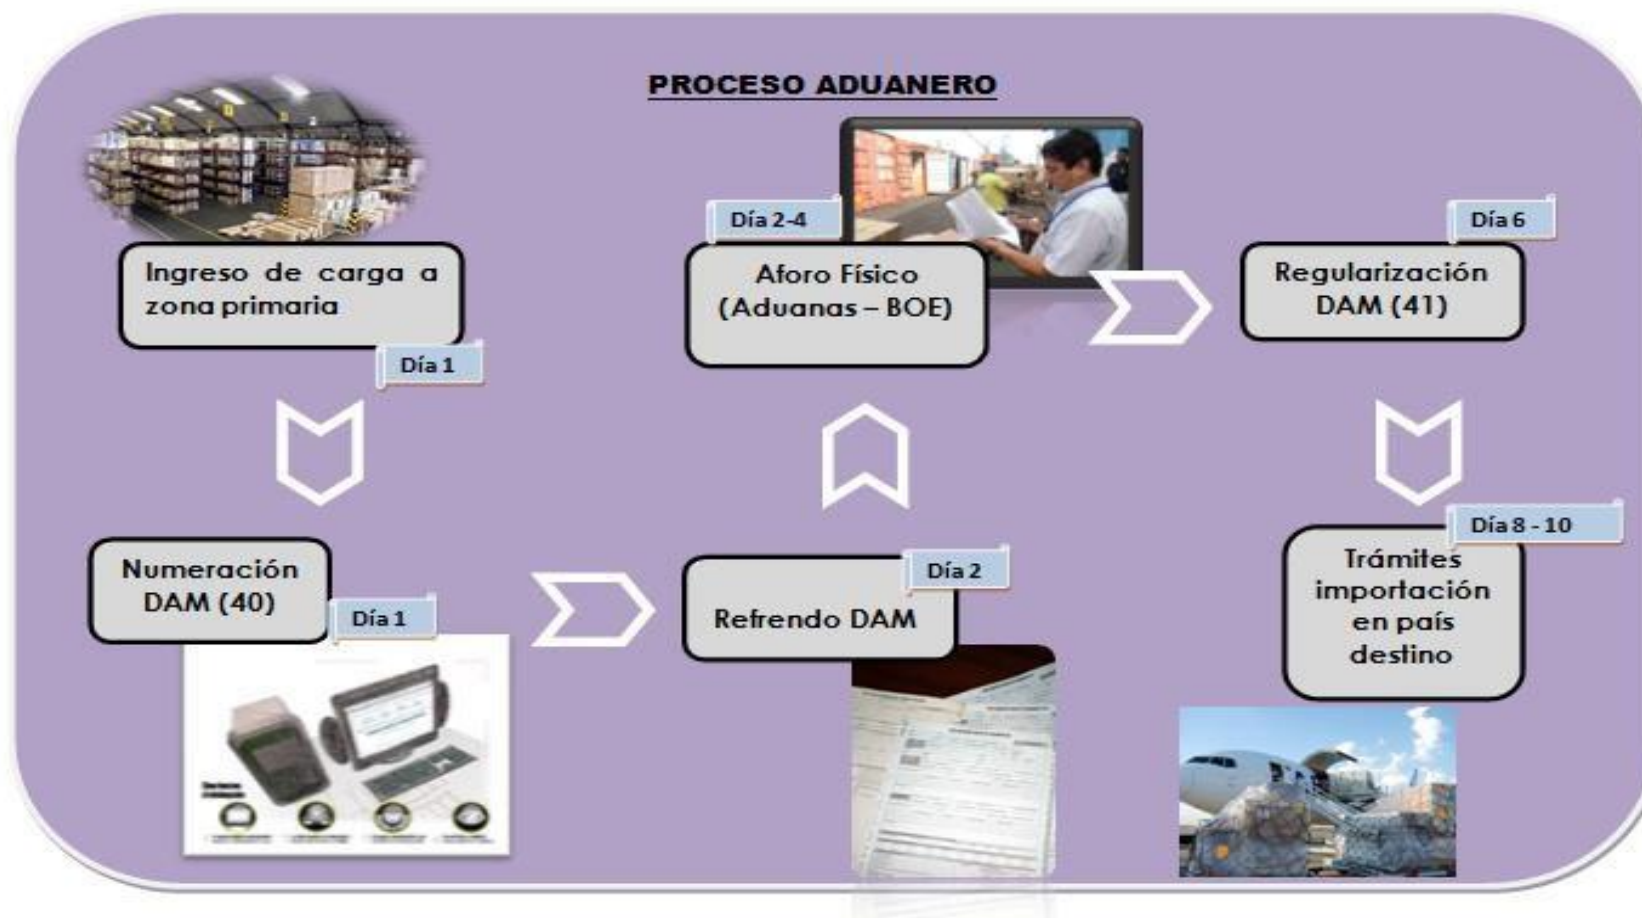 PROCESO ADUANERO
Ingreso de carga a
zona primaria
Día 1
Numeración
DAM (40)
Día 1
Refrendo DAM
Día 2
Día 2-4
Aforo Físico
(Aduanas – BOE)
Día 6
Regularización
DAM (41)
Día 8 - 10
Trámites
importación
en país
destino